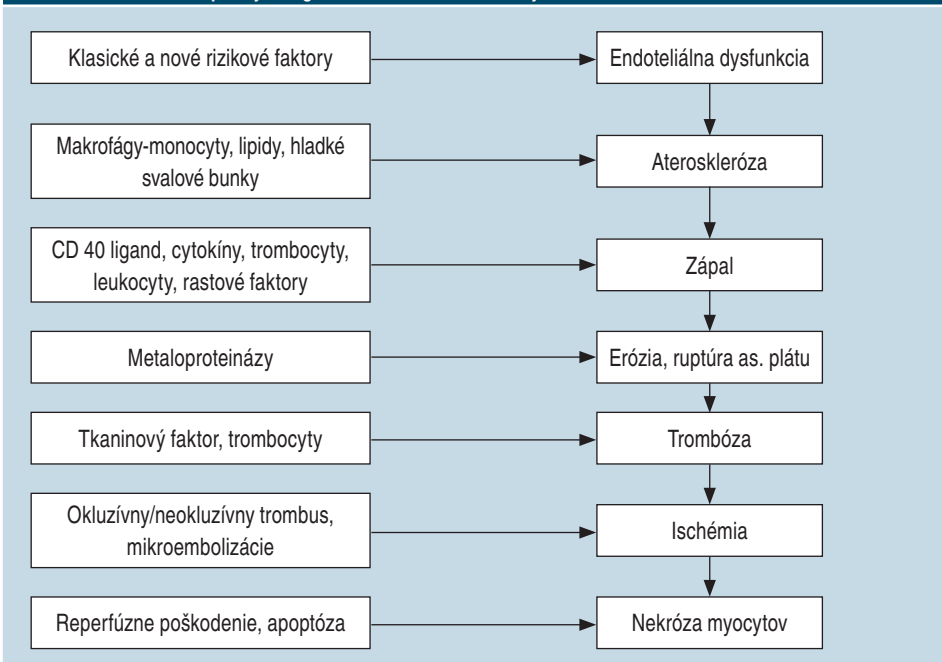 Klasické a nové rizikové faktory
Endoteliálna dysfunkcia
Makrofágy-monocyty, lipidy, hladké
svalové bunky
Ateroskleróza
CD 40 ligand, cytokíny, trombocyty,
leukocyty, rastové faktory
Zápal
Metaloproteinázy
Erózia, ruptúra as. plátu
Tkaninový faktor, trombocyty
Trombóza
Okluzívny/neokluzívny trombus,
mikroembolizácie
Ischémia
Reperfúzne poškodenie, apoptóza
Nekróza myocytov